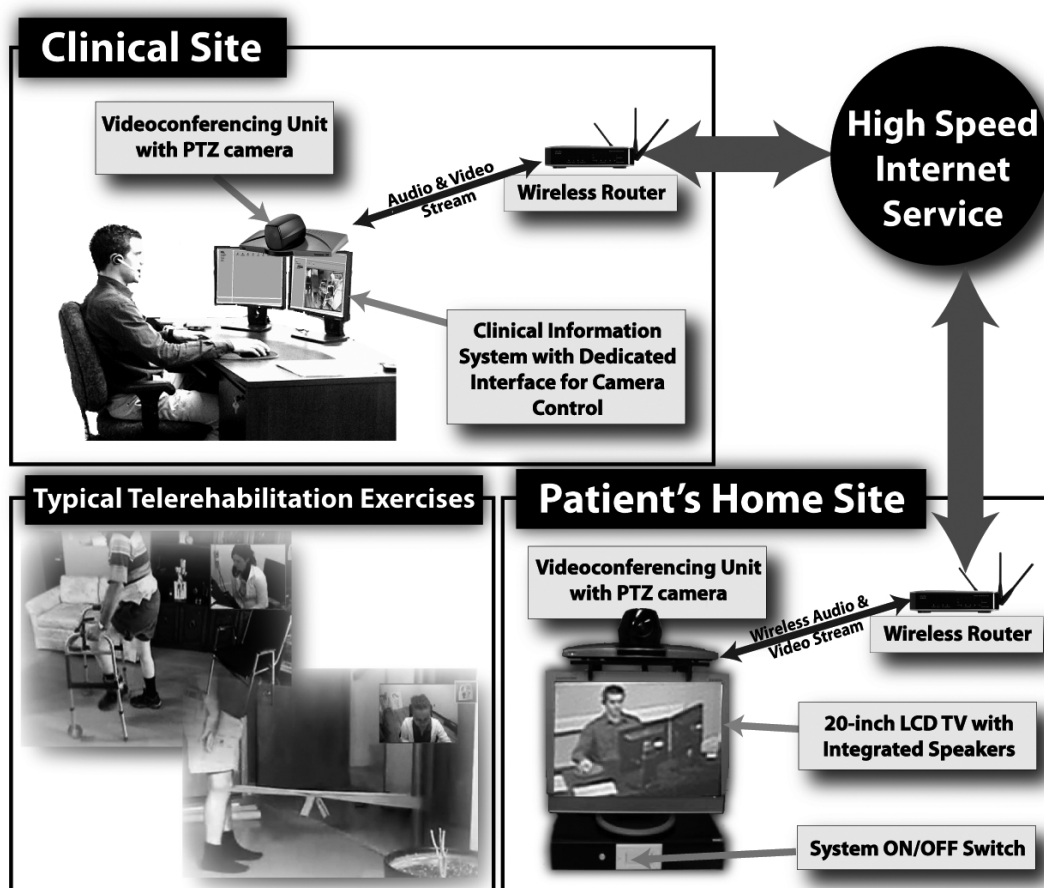 Clinical Site
Videoconferencing Unit
with PTZ camera
Audio & Video
Stream
Wireless Router
High Speed
Internet
Service
Clinical Information
System with Dedicated
Interface for Camera
Control
Typical Telerehabilitation Exercises
Patient's Home Site
Videoconferencing Unit
with PTZ camera
Wireless Audio &
Video Stream
Wireless Router
20-inch LCD TV with
Integrated Speakers
System ON/OFF Switch